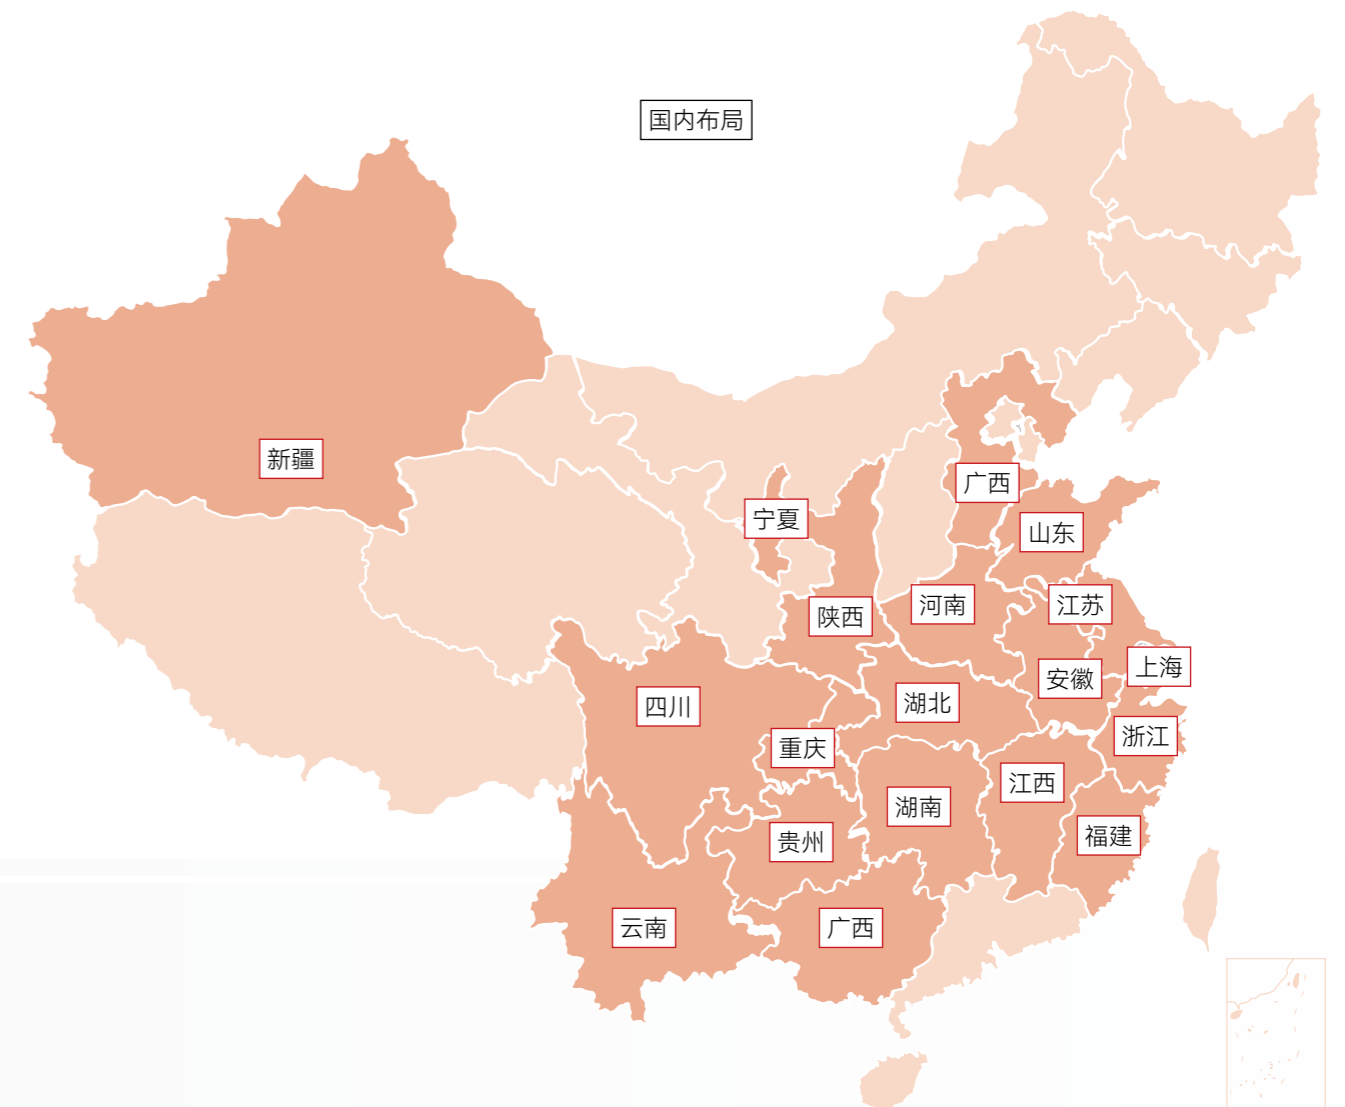 国内布局
新疆
广西
宁夏
山东
陕西
河南
江苏
上海
安徽
四川
湖北
浙江
重庆
江西
湖南
福建
贵州
云南
广西